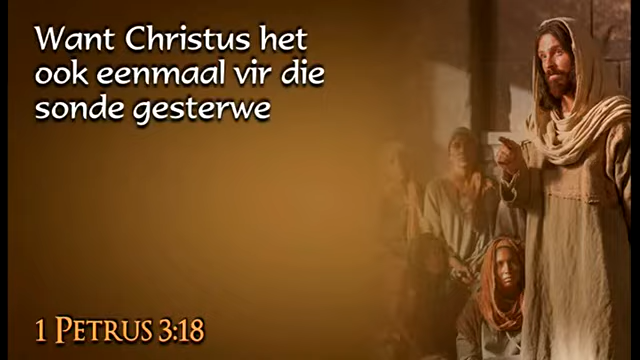 Want Christus het
ook eenmaal vir die
sonde gesterwe
1 PETRUS 3:18